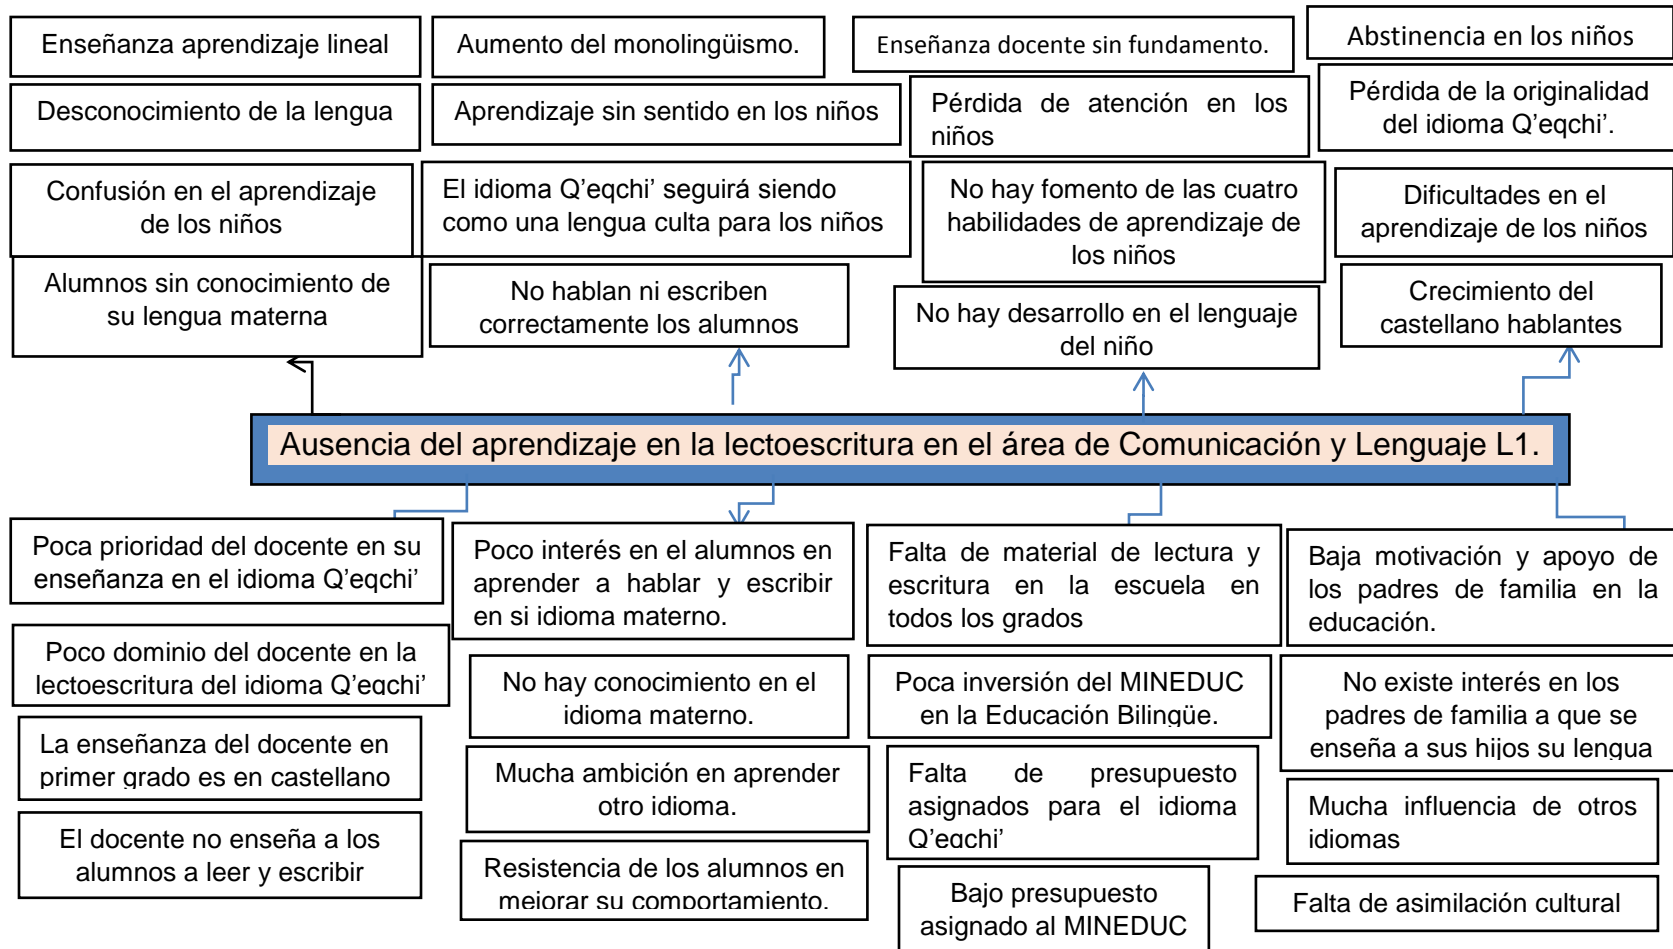 Enseñanza aprendizaje lineal
Aumento del monolingüismo.
Enseñanza docente sin fundamento.
Abstinencia en los niños
Desconocimiento de la lengua
Aprendizaje sin sentido en los niños
Pérdida de atención en los
niños
Pérdida de la originalidad
del idioma Q’eqchi’.
Confusión en el aprendizaje
de los niños
El idioma Q’eqchi’ seguirá siendo
como una lengua culta para los niños
No hay fomento de las cuatro
habilidades de aprendizaje de
los niños
Dificultades en el
aprendizaje de los niños
Alumnos sin conocimiento de
su lengua materna
No hablan ni escriben
correctamente los alumnos
No hay desarrollo en el lenguaje
del niño
Crecimiento del
castellano hablantes
Ausencia del aprendizaje en la lectoescritura en el área de Comunicación y Lenguaje L1.
Poca prioridad del docente en su
enseñanza en el idioma Q’eqchi’
Poco interés en el alumnos en
aprender a hablar y escribir
en si idioma materno.
Falta de material de lectura y
escritura en la escuela en
todos los grados
Baja motivación y apoyo de
los padres de familia en la
educación.
Poco dominio del docente en la
lectoescritura del idioma Q’eqchi’
No hay conocimiento en el
idioma materno.
Poca inversión del MINEDUC
en la Educación Bilingüe.
No existe interés en los
padres de familia a que se
enseña a sus hijos su lengua
La enseñanza del docente en
primer grado es en castellano
Mucha ambición en aprender
otro idioma.
Falta de presupuesto
asignados para el idioma
Q’eqchi’
Mucha influencia de otros
idiomas
El docente no enseña a los
alumnos a leer y escribir
Resistencia de los alumnos en
mejorar su comportamiento.
Bajo presupuesto
asignado al MINEDUC
Falta de asimilación cultural